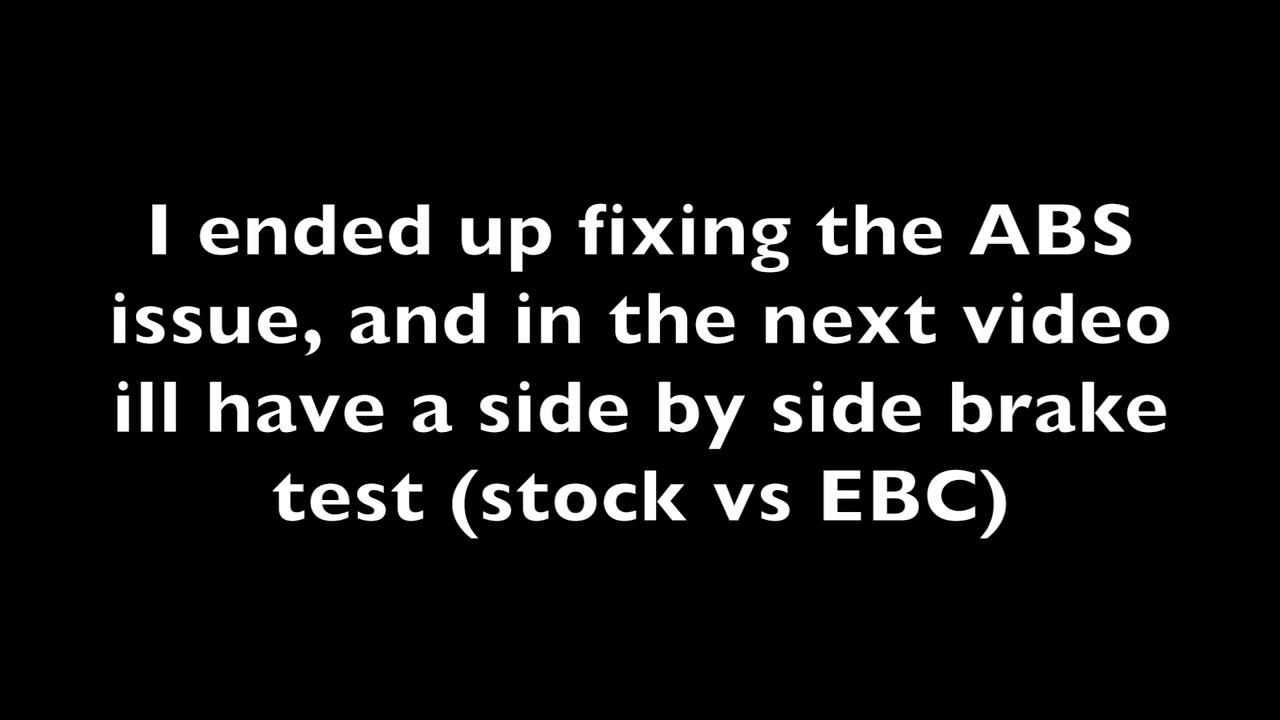 I ended up fixing the ABS
issue, and in the next video
ill have a side by side brake
test (stock vs EBC)